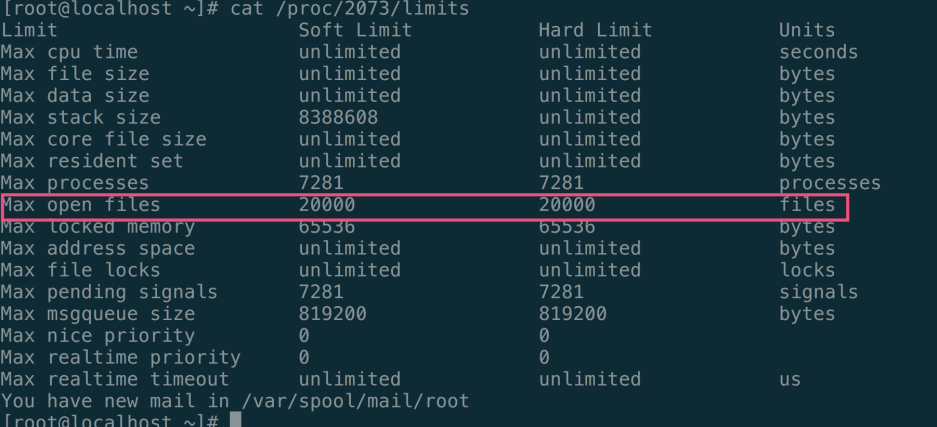 [root@localhost ~]# cat /proc/2073/limits
Limit                     Soft Limit           Hard Limit           Units
Max cpu time              unlimited            unlimited            seconds
Max file size             unlimited            unlimited            bytes
Max data size             unlimited            unlimited            bytes
Max stack size            8388608              unlimited            bytes
Max core file size        unlimited            unlimited            bytes
Max resident set          unlimited            unlimited            bytes
Max processes             7281                 7281                 processes
Max open files            20000                20000                files
Max locked memory         65536                65536                bytes
Max address space         unlimited            unlimited            bytes
Max file locks            unlimited            unlimited            locks
Max pending signals       7281                 7281                 signals
Max msgqueue size         819200               819200               bytes
Max nice priority         0                    0
Max realtime priority     0                    0
Max realtime timeout      unlimited            unlimited            us
You have new mail in /var/spool/mail/root
[root@localhost ~]#